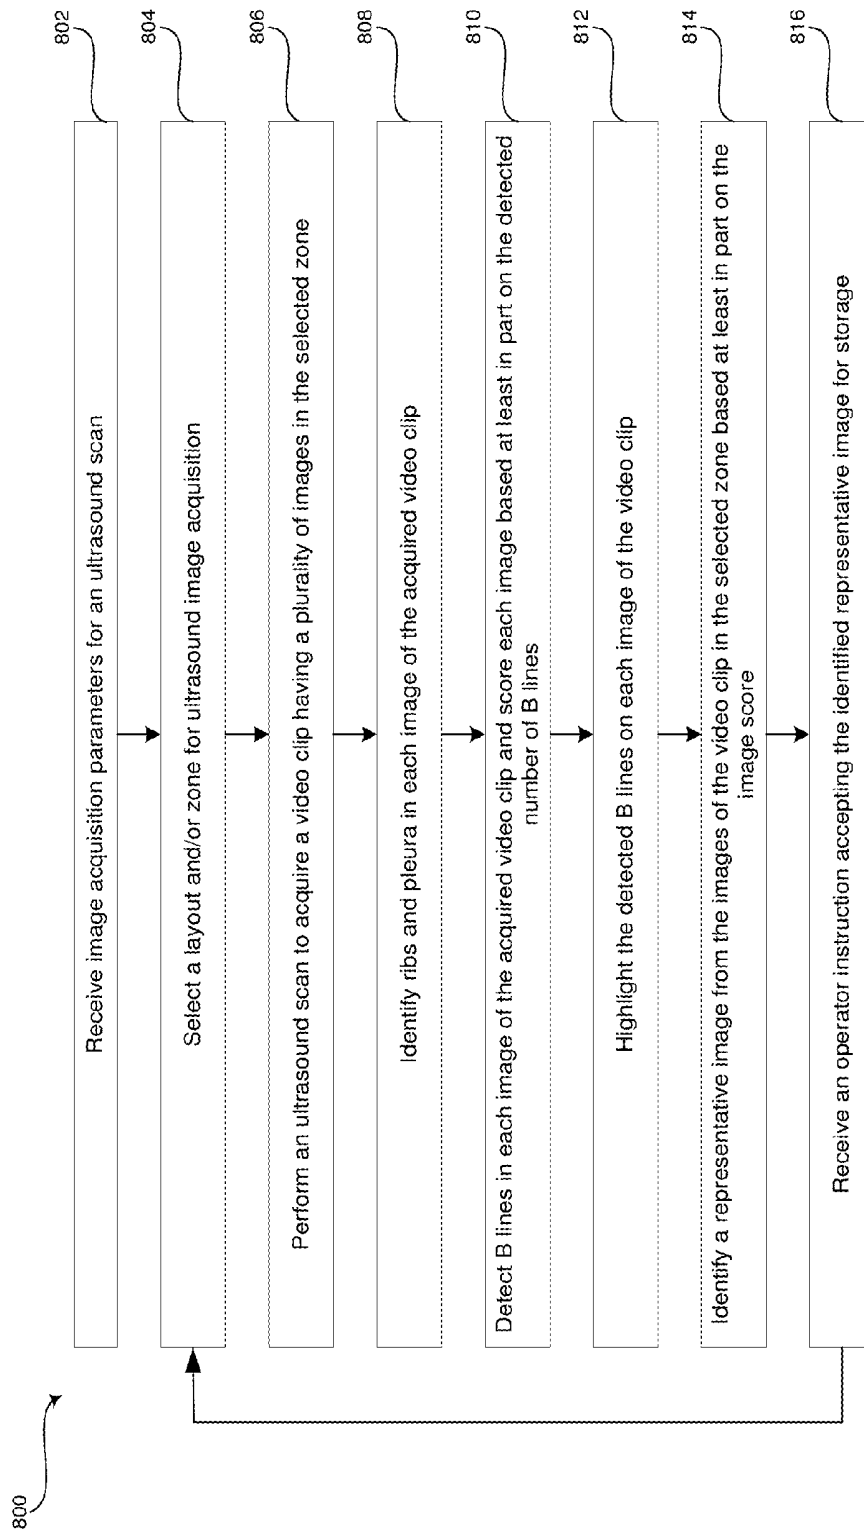 800
Receive image acquisition parameters for an ultrasound scan
802
Select a layout and/or zone for ultrasound image acquisition
804
Perform an ultrasound scan to acquire a video clip having a plurality of images in the selected zone
806
Identify ribs and pleura in each image of the acquired video clip
808
Detect B lines in each image of the acquired video clip and score each image based at least in part on the detected
number of B lines
810
Highlight the detected B lines on each image of the video clip
812
Identify a representative image from the images of the video clip in the selected zone based at least in part on the
image score
814
Receive an operator instruction accepting the identified representative image for storage
816